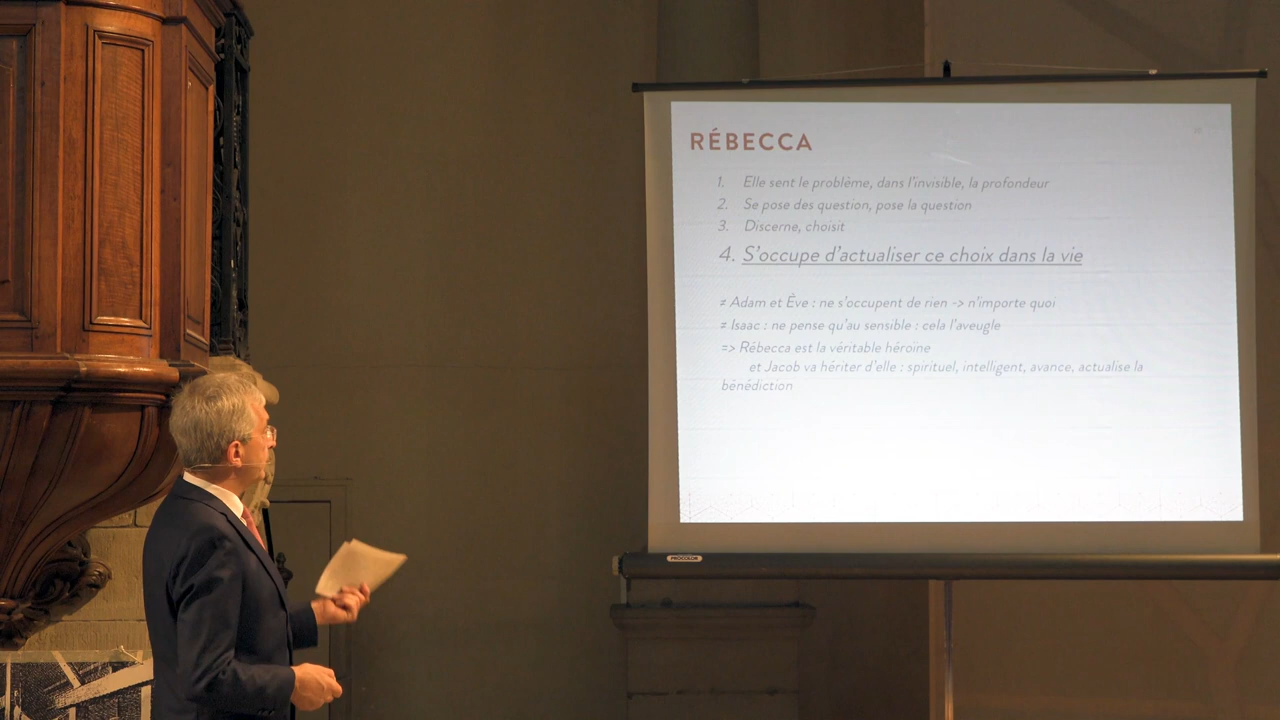 RÉBECCA
1. Elle sent le problème, dans l'invisible, la profondeur
2. Se pose des question, pose la question
3. Discerne, choisit
4. S'occupe d'actualiser ce choix dans la vie
≠ Adam et Ève : ne s'occupent de rien -> n'importe quoi
≠ Isaac : ne pense qu'au sensible : cela l'aveugle
=> Rébecca est la véritable héroïne
et Jacob va hériter d'elle : spirituel, intelligent, avance, actualise la
bénédiction
PROCOLOR